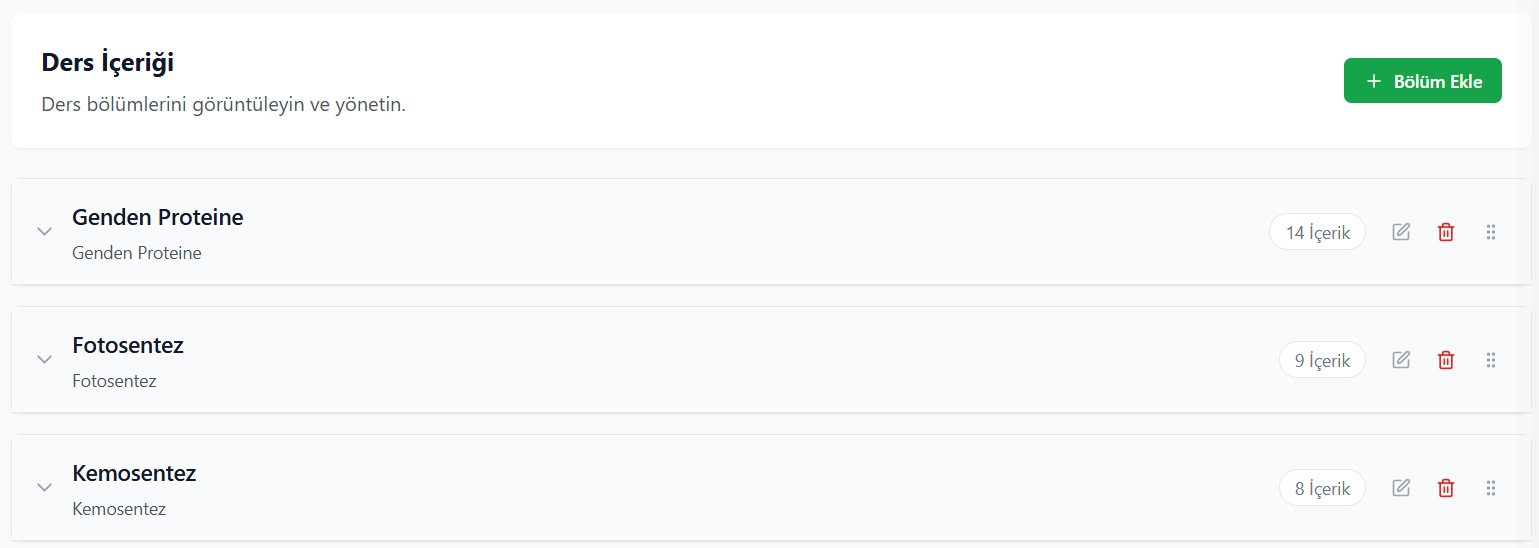 Ders İçeriği
Ders bölümlerini görüntüleyin ve yönetin.
Bölüm Ekle
Genden Proteine
Genden Proteine
14 İçerik
Fotosentez
Fotosentez
9 İçerik
Kemosentez
Kemosentez
8 İçerik